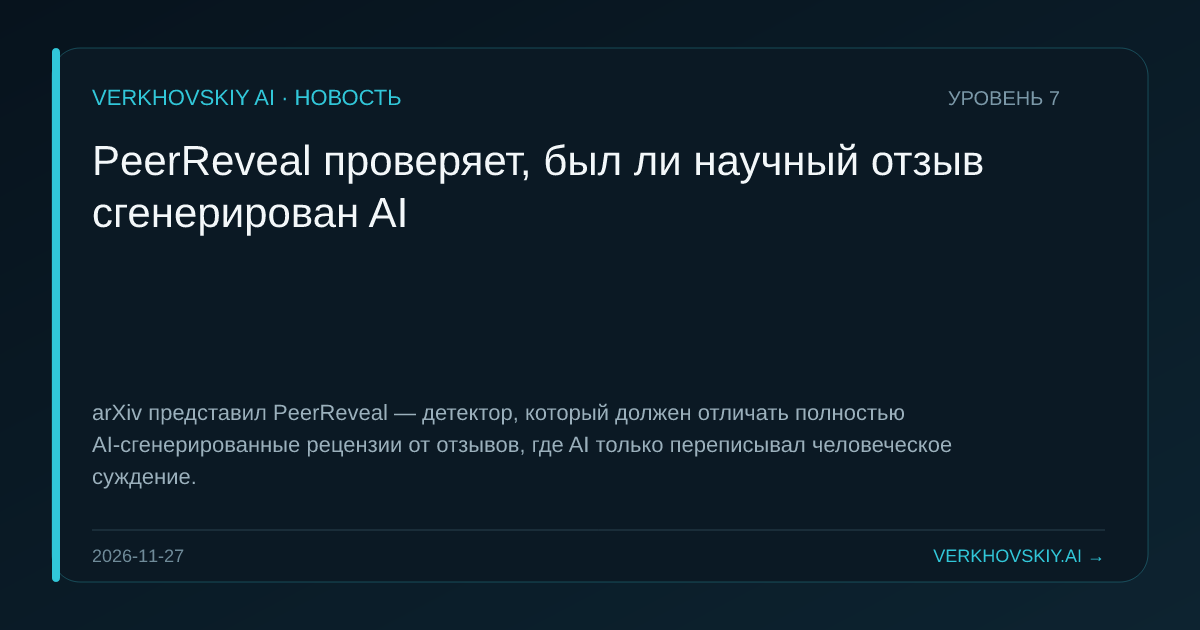 VERKHOVSKIY AI · НОВОСТЬ
УРОВЕНЬ 7
PeerReveal проверяет, был ли научный отзыв
сгенерирован AI
arXiv представил PeerReveal — детектор, который должен отличать полностью
AI-сгенерированные рецензии от отзывов, где AI только переписывал человеческое
суждение.
2026-11-27
VERKHOVSKIY.AI →